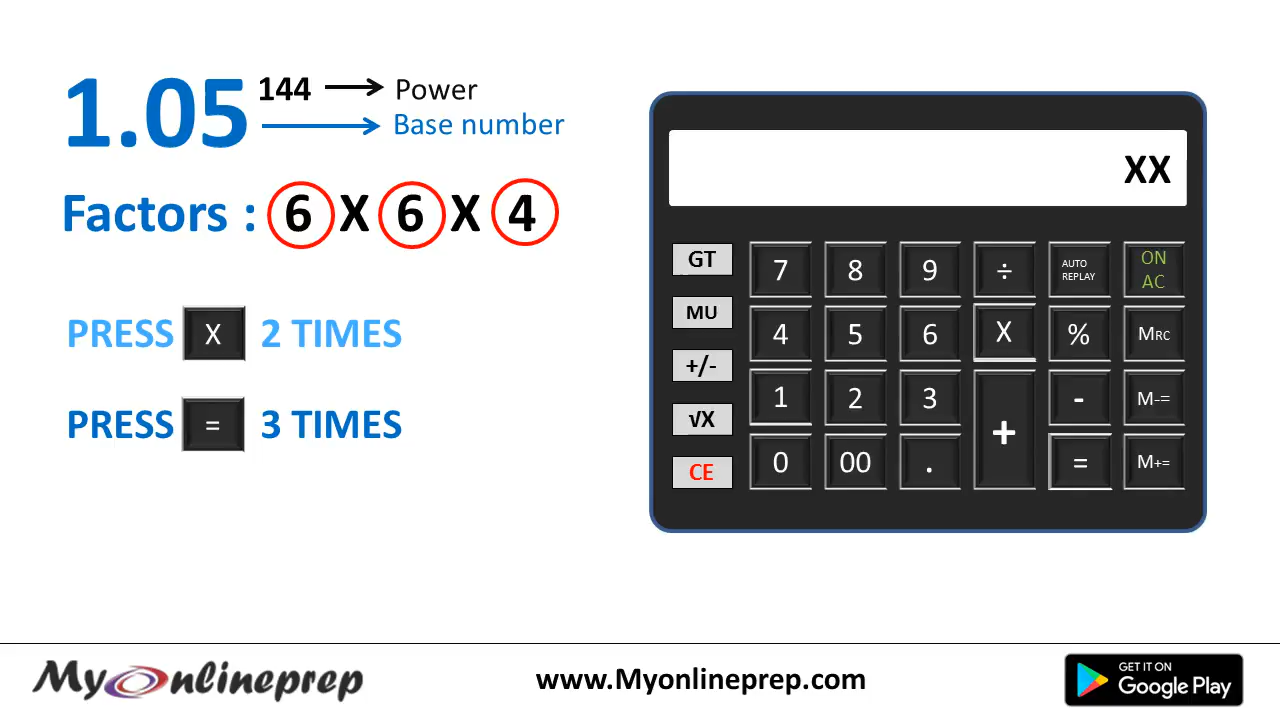 1.05 144 Power
Base number
Factors : 6 X 6 X 4
PRESS X 2 TIMES
PRESS = 3 TIMES
XX
GT 7 8 9 ÷ AUTO REPLAY ON AC
MU 4 5 6 X % MRC
+/- 1 2 3 + - M-=
√X 0 00 . = M+=
CE
MyOnlineprep
www.Myonlineprep.com
GET IT ON
Google Play